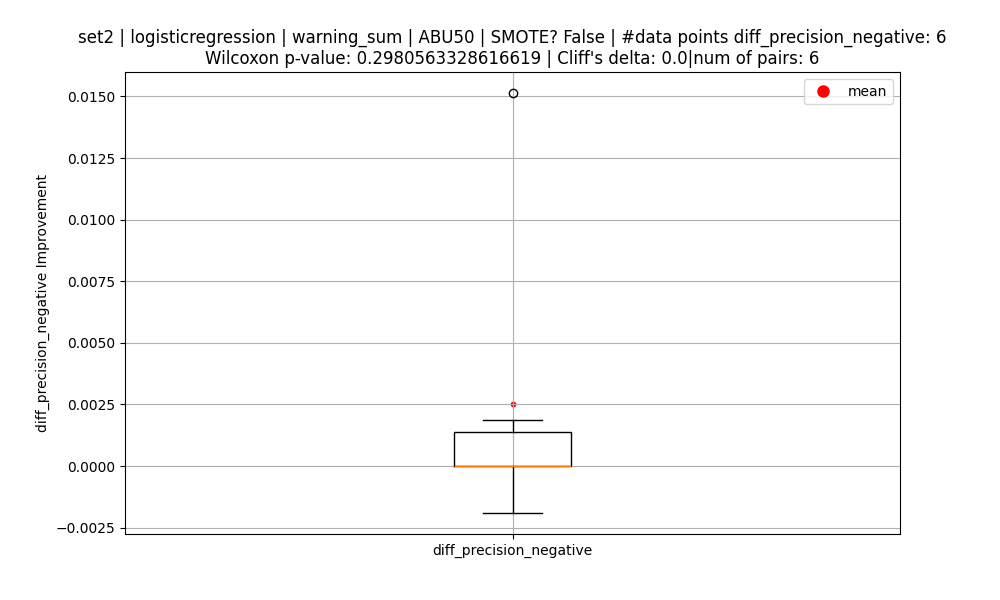 set2 | logisticregression | warning_sum | ABU50 | SMOTE? False | #data points diff_precision_negative: 6
Wilcoxon p-value: 0.2980563328616619 | Cliff's delta: 0.0|num of pairs: 6
mean
0.0150
0.0125
0.0100
0.0075
0.0050
0.0025
0.0000
−0.0025
diff_precision_negative Improvement
diff_precision_negative